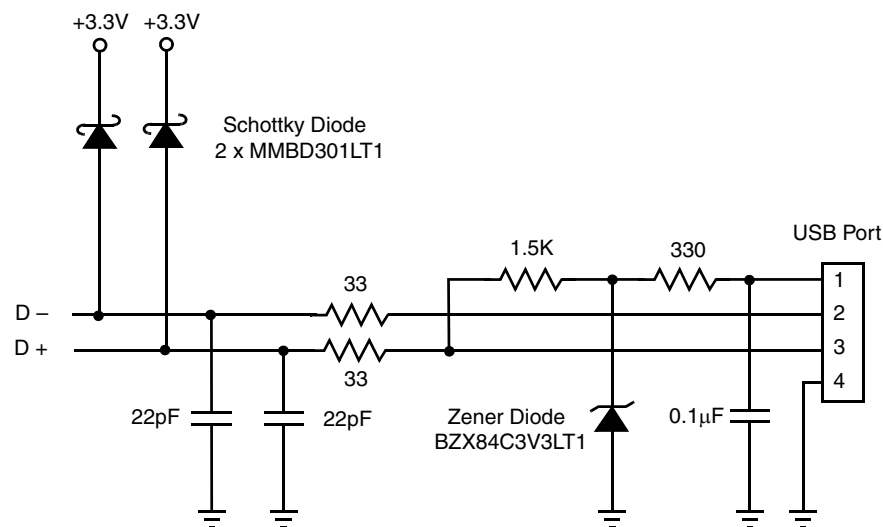 +3.3V +3.3V
Schottky Diode
2 x MMBD301LT1
USB Port
1.5K
330
1
33
D –
2
D +
3
33
4
22pF
22pF
Zener Diode
BZX84C3V3LT1
0.1µF